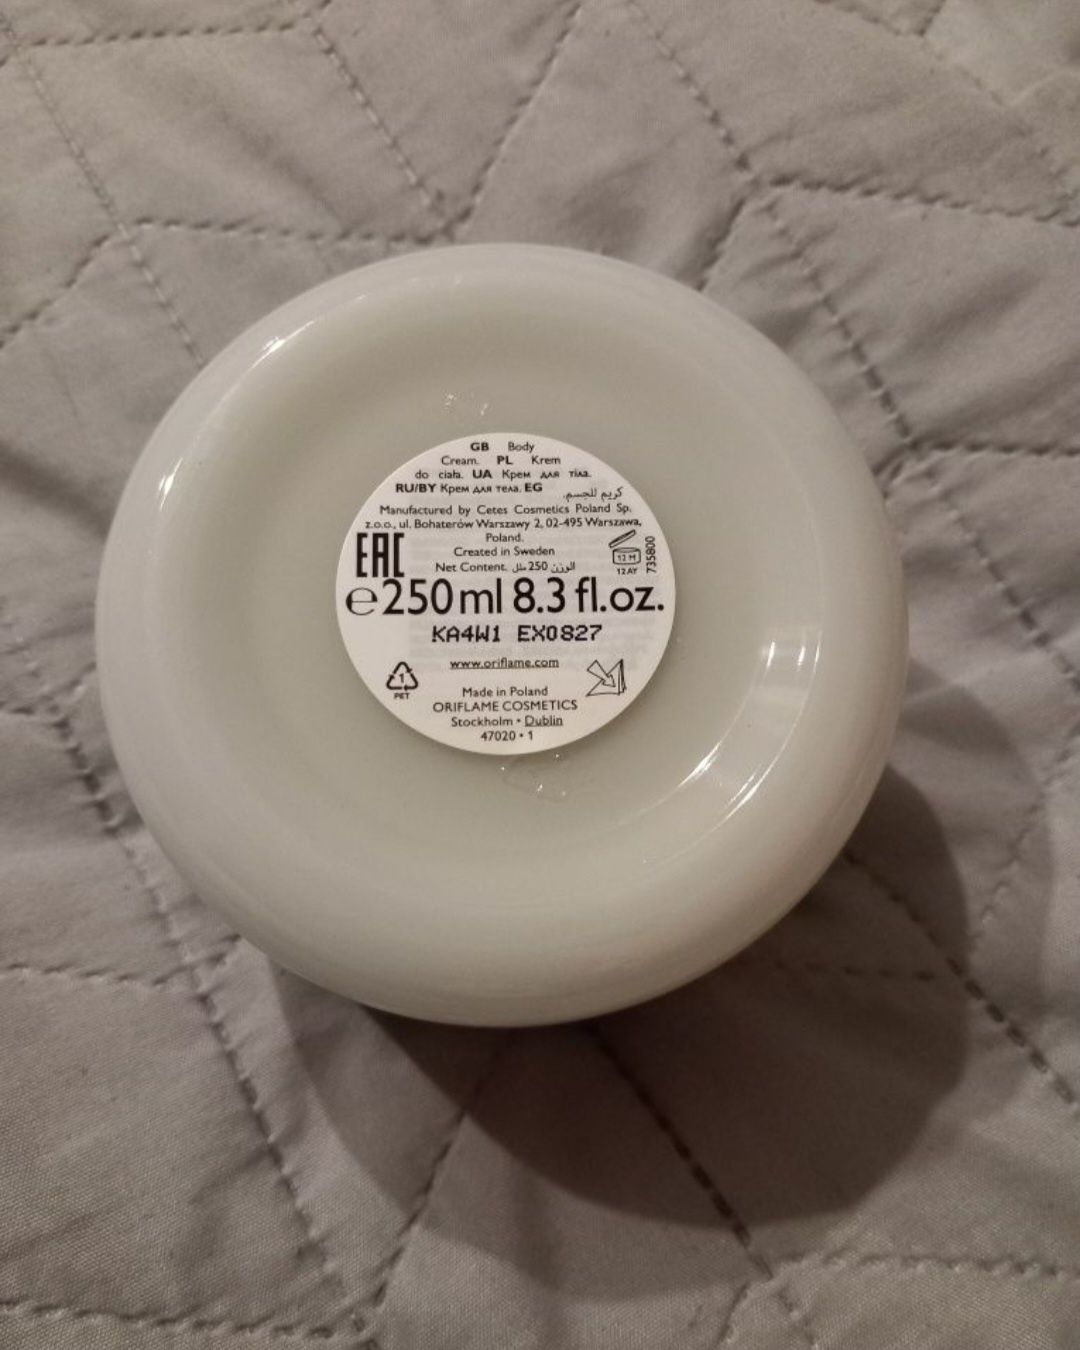 GB Body
Cream. PL Krem
do ciała. UA Крем для тіла.
RU/BY Крем для тела. EG كريم للجسم.
Manufactured by Cetes Cosmetics Poland Sp.
z.o.o., ul. Bohaterów Warszawy 2, 02-495 Warszawa,
Poland.
EAC
Created in Sweden
Net Content. الوزن 250 ملل
12 M
12 AY
735800
℮250ml 8.3 fl.oz.
KA4W1 EX0827
www.oriflame.com
1
PET
Made in Poland
ORIFLAME COSMETICS
Stockholm • Dublin
47020 • 1